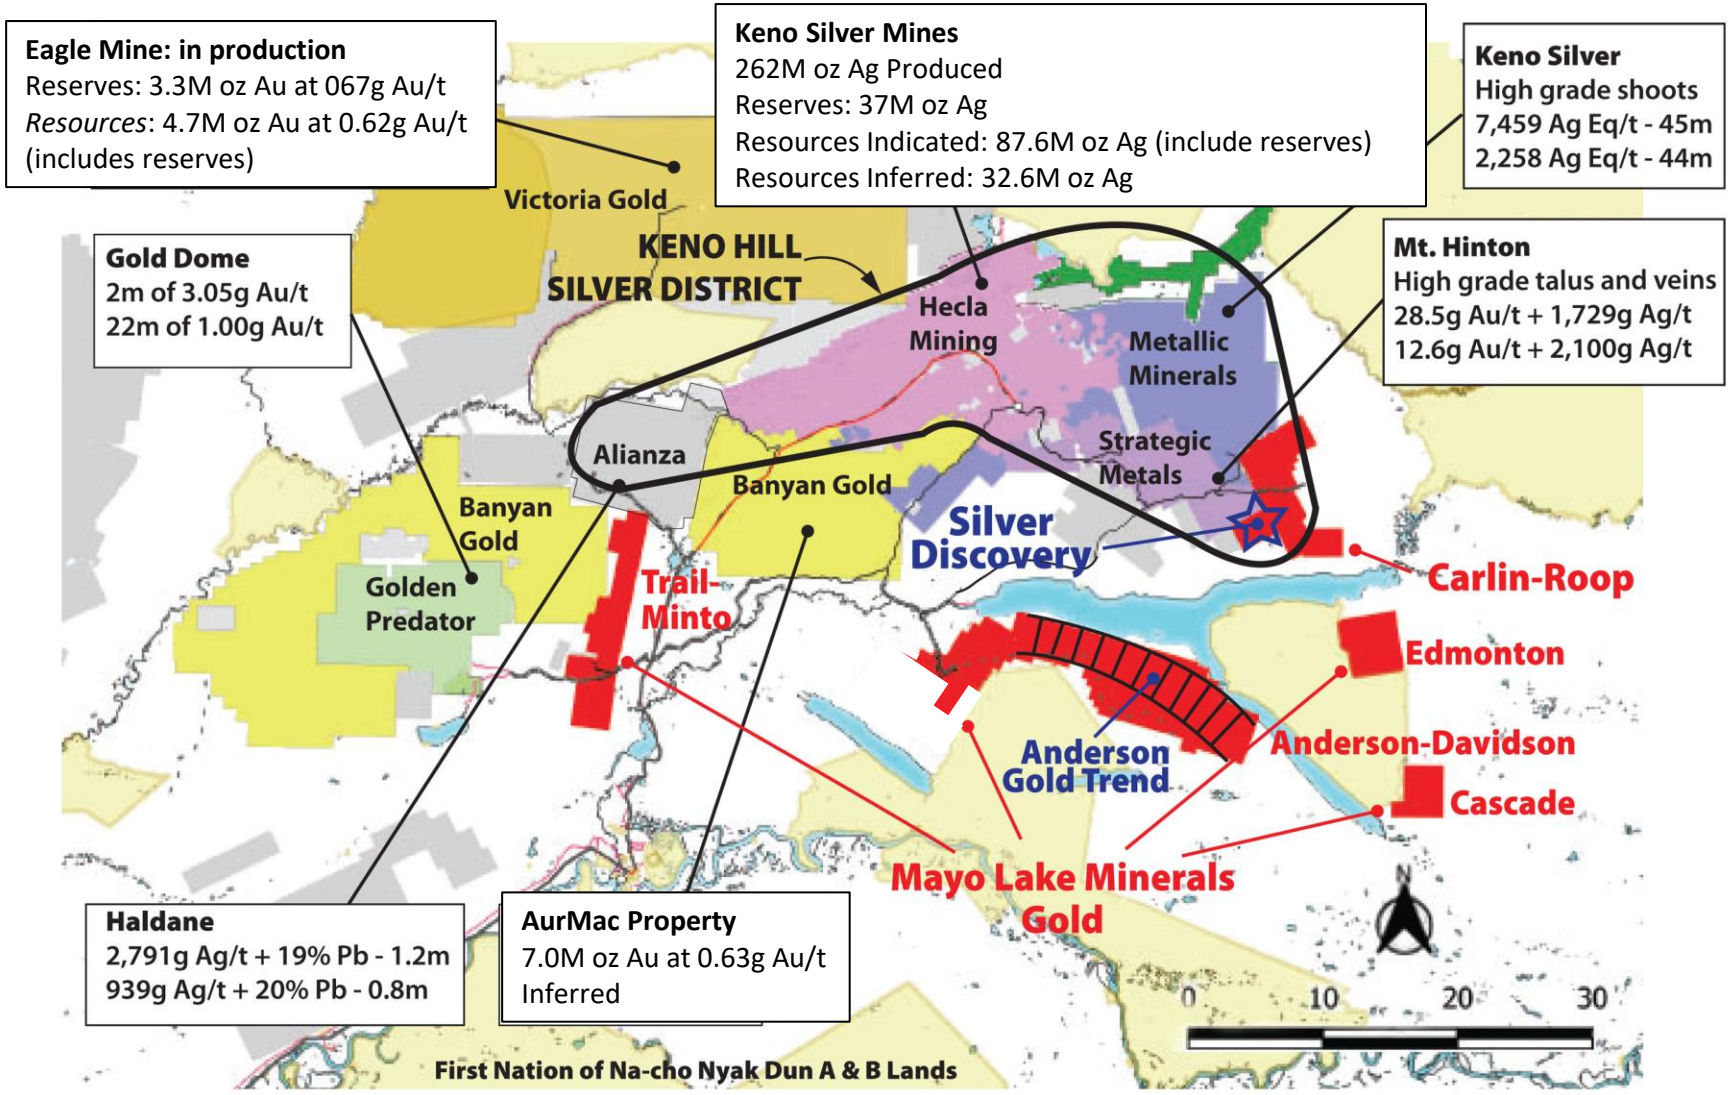 Eagle Mine: in production
Reserves: 3.3M oz Au at 067g Au/t
Resources: 4.7M oz Au at 0.62g Au/t
(includes reserves)
Keno Silver Mines
262M oz Ag Produced
Reserves: 37M oz Ag
Resources Indicated: 87.6M oz Ag (include reserves)
Resources Inferred: 32.6M oz Ag
Keno Silver
High grade shoots
7,459 Ag Eq/t - 45m
2,258 Ag Eq/t - 44m
Victoria Gold
Gold Dome
2m of 3.05g Au/t
22m of 1.00g Au/t
KENO HILL
SILVER DISTRICT
Mt. Hinton
High grade talus and veins
28.5g Au/t + 1,729g Ag/t
12.6g Au/t + 2,100g Ag/t
Hecla
Mining
Metallic
Minerals
Alianza
Strategic
Metals
Banyan Gold
Banyan
Gold
Silver
Discovery
Golden
Predator
Trail-
Minto
Carlin-Roop
Edmonton
Anderson
Gold Trend
Anderson-Davidson
Cascade
Mayo Lake Minerals
Gold
N
Haldane
2,791g Ag/t + 19% Pb - 1.2m
939g Ag/t + 20% Pb - 0.8m
AurMac Property
7.0M oz Au at 0.63g Au/t
Inferred
0 10 20 30
First Nation of Na-cho Nyak Dun A & B Lands